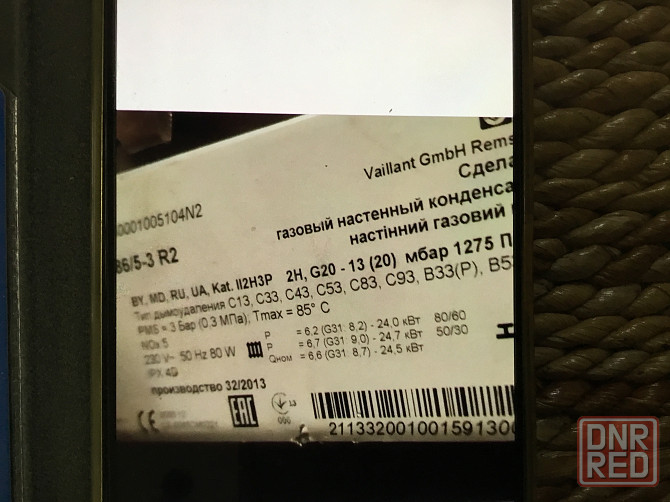 Vaillant GmbH Rems
Сдела
0001005104N2
газовый настенный конденса
настінний газовий
86/5-3 R2
BY, MD, RU, UA, Kat. II2H3P 2H, G20 - 13 (20) мбар 1275 П
Тип дымоудаления C13, C33, C43, C53, C83, C93, B33(P), B5
PMS = 3 Бар (0.3 МПа), Tmax = 85° C
NOx 5
230 V~ 50 Hz 80 W
P = 6,2 (G31: 8,2) - 24,0 кВт 80/60
P = 6,7 (G31: 9,0) - 24,7 кВт 50/30
Qном = 6,6 (G31: 8,7) - 24,5 кВт
IPX 4D
производство 32/2013
CE
EAC
211332001001591300
DNR
RED